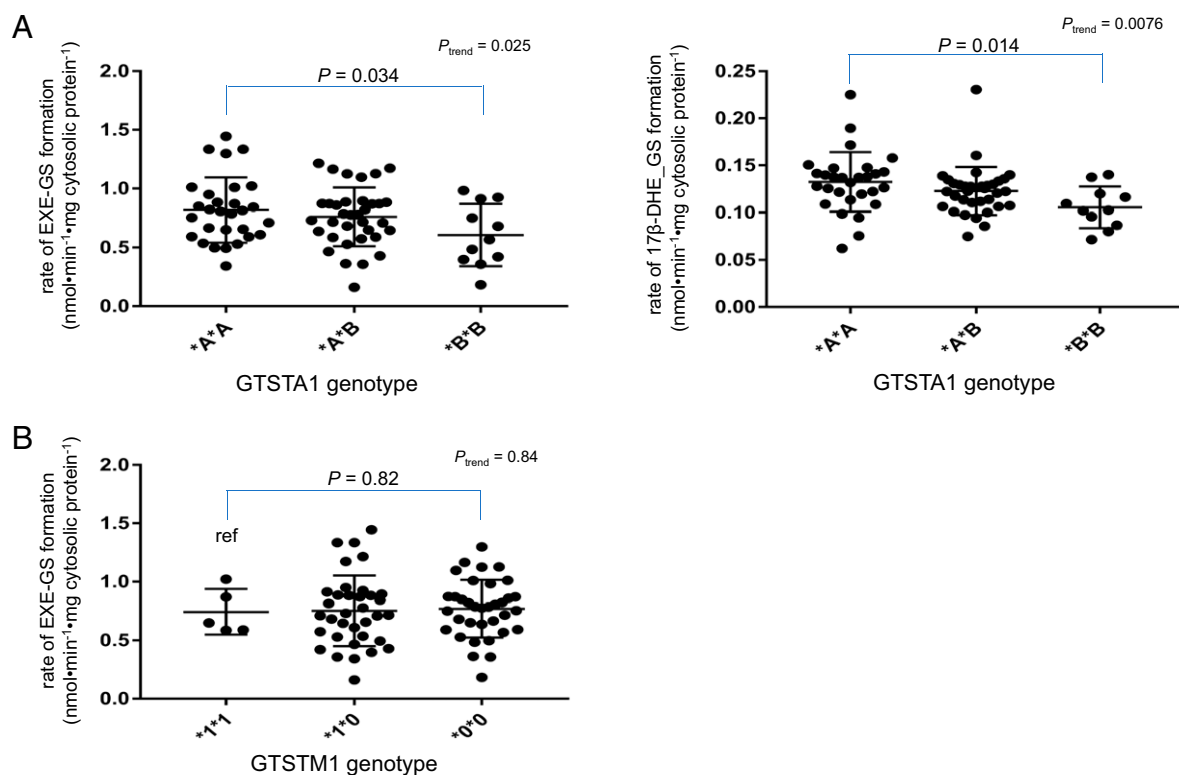 A
P trend = 0.025
P = 0.034
rate of EXE-GS formation
(nmol•min-1•mg cytosolic protein-1)
2.0
1.5
1.0
0.5
0.0
*A*A
*A*B
*B*B
GTSTA1 genotype
P trend = 0.0076
P = 0.014
rate of 17β-DHE_GS formation
(nmol•min-1•mg cytosolic protein-1)
0.25
0.20
0.15
0.10
0.05
0.00
*A*A
*A*B
*B*B
GTSTA1 genotype
B
P trend = 0.84
P = 0.82
ref
rate of EXE-GS formation
(nmol•min-1•mg cytosolic protein-1)
2.0
1.5
1.0
0.5
0.0
*1*1
*1*0
*0*0
GTSTM1 genotype